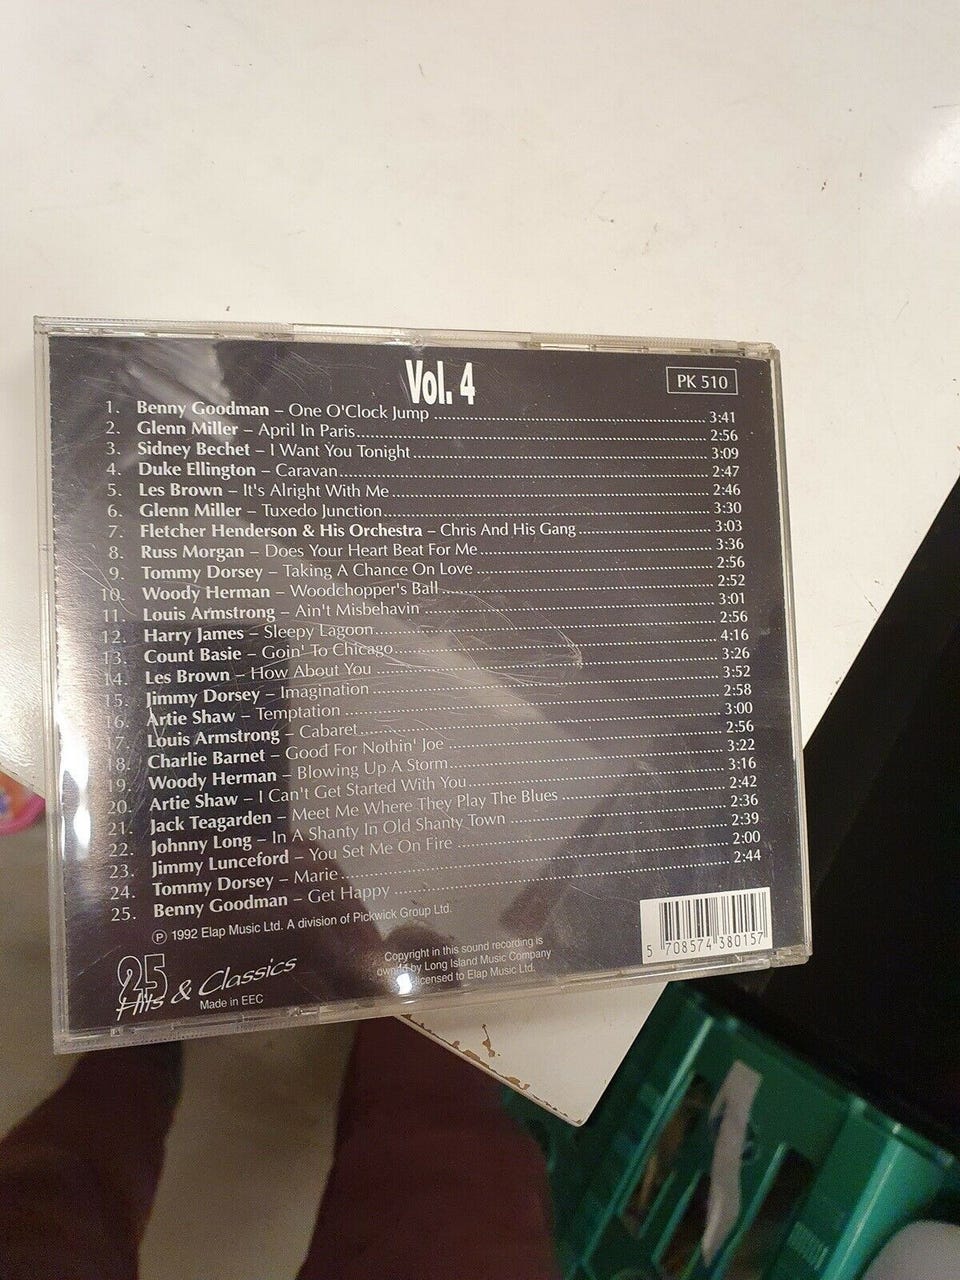 Vol. 4
PK 510
1. Benny Goodman – One O'Clock Jump 3:41
2. Glenn Miller – April In Paris 2:56
3. Sidney Bechet – I Want You Tonight 3:09
4. Duke Ellington – Caravan 2:47
5. Les Brown – It's Alright With Me 2:46
6. Glenn Miller – Tuxedo Junction 3:30
7. Fletcher Henderson & His Orchestra – Chris And His Gang 3:03
8. Russ Morgan – Does Your Heart Beat For Me 3:36
9. Tommy Dorsey – Taking A Chance On Love 2:56
10. Woody Herman – Woodchopper's Ball 2:52
11. Louis Armstrong – Ain't Misbehavin 3:01
12. Harry James – Sleepy Lagoon 2:56
13. Count Basie – Goin' To Chicago 4:16
14. Les Brown – How About You 3:26
15. Jimmy Dorsey – Imagination 3:52
16. Artie Shaw – Temptation 2:58
17. Louis Armstrong – Cabaret 3:00
18. Charlie Barnet – Good For Nothin' Joe 2:56
19. Woody Herman – Blowing Up A Storm 3:22
20. Artie Shaw – I Can't Get Started With You 3:16
21. Jack Teagarden – Meet Me Where They Play The Blues 2:42
22. Johnny Long – In A Shanty In Old Shanty Town 2:36
23. Jimmy Lunceford – You Set Me On Fire 2:39
24. Tommy Dorsey – Marie 2:00
25. Benny Goodman – Get Happy 2:44
℗ 1992 Elap Music Ltd. A division of Pickwick Group Ltd.
25
Hits & Classics
Made in EEC
Copyright in this sound recording is
owned by Long Island Music Company
licensed to Elap Music Ltd.
5 708574 380157